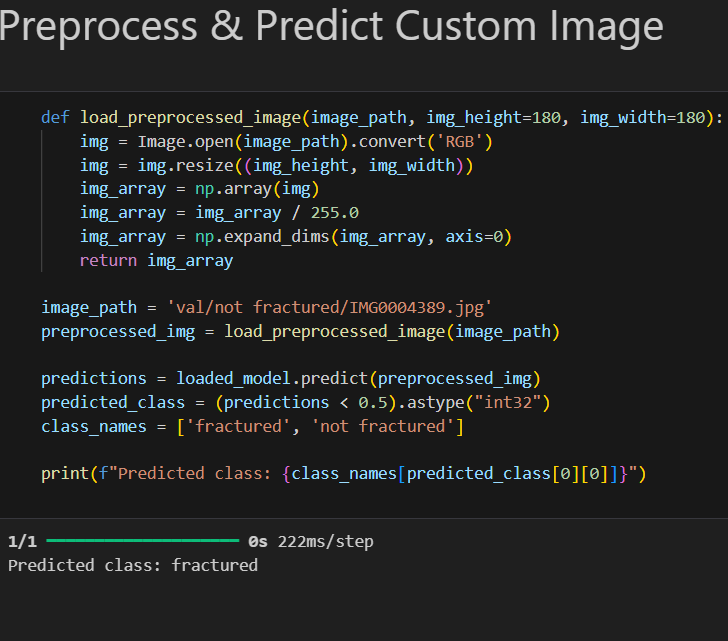 Preprocess & Predict Custom Image
def load_preprocessed_image(image_path, img_height=180, img_width=180):
    img = Image.open(image_path).convert('RGB')
    img = img.resize((img_height, img_width))
    img_array = np.array(img)
    img_array = img_array / 255.0
    img_array = np.expand_dims(img_array, axis=0)
    return img_array
image_path = 'val/not fractured/IMG0004389.jpg'
preprocessed_img = load_preprocessed_image(image_path)
predictions = loaded_model.predict(preprocessed_img)
predicted_class = (predictions < 0.5).astype("int32")
class_names = ['fractured', 'not fractured']
print(f"Predicted class: {class_names[predicted_class[0][0]]}")
1/1 0s 222ms/step
Predicted class: fractured